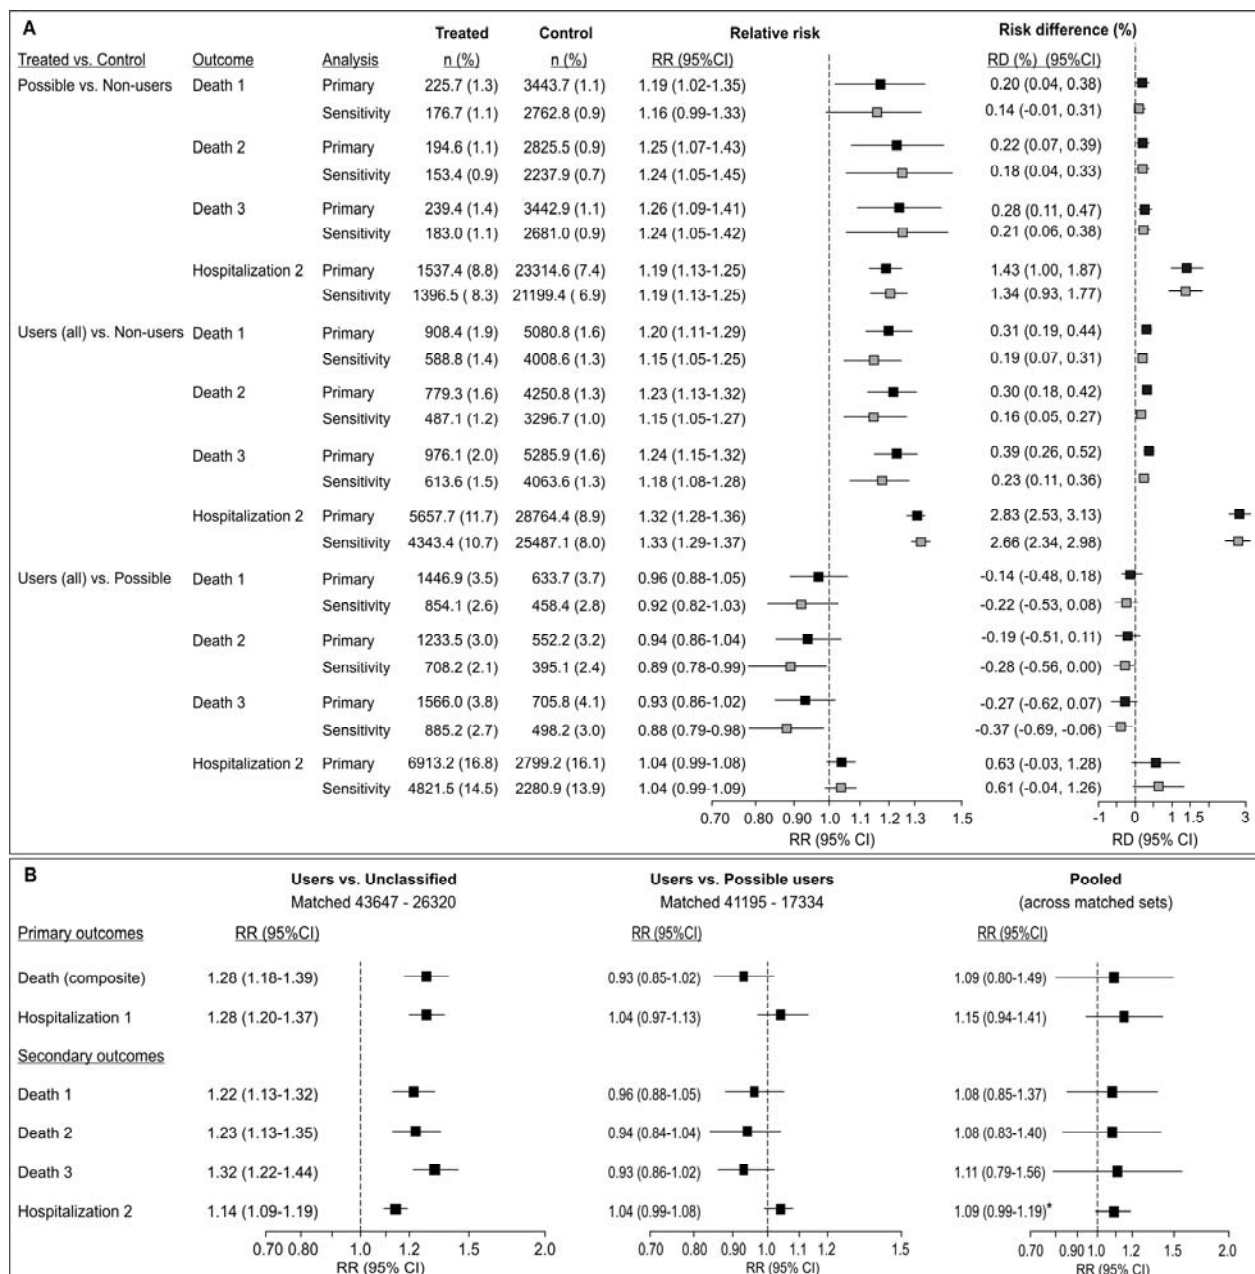 A
Treated Control Relative risk Risk difference (%)
Treated vs. Control Outcome Analysis n (%) n (%) RR (95%CI) RD (%) (95%CI)
Possible vs. Non-users Death 1 Primary 225.7 (1.3) 3443.7 (1.1) 1.19 (1.02-1.35) 0.20 (0.04, 0.38)
Sensitivity 176.7 (1.1) 2762.8 (0.9) 1.16 (0.99-1.33) 0.14 (-0.01, 0.31)
Death 2 Primary 194.6 (1.1) 2825.5 (0.9) 1.25 (1.07-1.43) 0.22 (0.07, 0.39)
Sensitivity 153.4 (0.9) 2237.9 (0.7) 1.24 (1.05-1.45) 0.18 (0.04, 0.33)
Death 3 Primary 239.4 (1.4) 3442.9 (1.1) 1.26 (1.09-1.41) 0.28 (0.11, 0.47)
Sensitivity 183.0 (1.1) 2681.0 (0.9) 1.24 (1.05-1.42) 0.21 (0.06, 0.38)
Hospitalization 2 Primary 1537.4 (8.8) 23314.6 (7.4) 1.19 (1.13-1.25) 1.43 (1.00, 1.87)
Sensitivity 1396.5 ( 8.3) 21199.4 ( 6.9) 1.19 (1.13-1.25) 1.34 (0.93, 1.77)
Users (all) vs. Non-users Death 1 Primary 908.4 (1.9) 5080.8 (1.6) 1.20 (1.11-1.29) 0.31 (0.19, 0.44)
Sensitivity 588.8 (1.4) 4008.6 (1.3) 1.15 (1.05-1.25) 0.19 (0.07, 0.31)
Death 2 Primary 779.3 (1.6) 4250.8 (1.3) 1.23 (1.13-1.32) 0.30 (0.18, 0.42)
Sensitivity 487.1 (1.2) 3296.7 (1.0) 1.15 (1.05-1.27) 0.16 (0.05, 0.27)
Death 3 Primary 976.1 (2.0) 5285.9 (1.6) 1.24 (1.15-1.32) 0.39 (0.26, 0.52)
Sensitivity 613.6 (1.5) 4063.6 (1.3) 1.18 (1.08-1.28) 0.23 (0.11, 0.36)
Hospitalization 2 Primary 5657.7 (11.7) 28764.4 (8.9) 1.32 (1.28-1.36) 2.83 (2.53, 3.13)
Sensitivity 4343.4 (10.7) 25487.1 (8.0) 1.33 (1.29-1.37) 2.66 (2.34, 2.98)
Users (all) vs. Possible Death 1 Primary 1446.9 (3.5) 633.7 (3.7) 0.96 (0.88-1.05) -0.14 (-0.48, 0.18)
Sensitivity 854.1 (2.6) 458.4 (2.8) 0.92 (0.82-1.03) -0.22 (-0.53, 0.08)
Death 2 Primary 1233.5 (3.0) 552.2 (3.2) 0.94 (0.86-1.04) -0.19 (-0.51, 0.11)
Sensitivity 708.2 (2.1) 395.1 (2.4) 0.89 (0.78-0.99) -0.28 (-0.56, 0.00)
Death 3 Primary 1566.0 (3.8) 705.8 (4.1) 0.93 (0.86-1.02) -0.27 (-0.62, 0.07)
Sensitivity 885.2 (2.7) 498.2 (3.0) 0.88 (0.79-0.98) -0.37 (-0.69, -0.06)
Hospitalization 2 Primary 6913.2 (16.8) 2799.2 (16.1) 1.04 (0.99-1.08) 0.63 (-0.03, 1.28)
Sensitivity 4821.5 (14.5) 2280.9 (13.9) 1.04 (0.99-1.09) 0.61 (-0.04, 1.26)
0.70 0.80 0.90 1.0 1.2 1.3 1.5 -1 0 1 1.5 3
RR (95% CI) RD (95% CI)
B
Users vs. Unclassified Users vs. Possible users Pooled
Matched 43647 - 26320 Matched 41195 - 17334 (across matched sets)
Primary outcomes RR (95%CI) RR (95%CI) RR (95%CI)
Death (composite) 1.28 (1.18-1.39) 0.93 (0.85-1.02) 1.09 (0.80-1.49)
Hospitalization 1 1.28 (1.20-1.37) 1.04 (0.97-1.13) 1.15 (0.94-1.41)
Secondary outcomes
Death 1 1.22 (1.13-1.32) 0.96 (0.88-1.05) 1.08 (0.85-1.37)
Death 2 1.23 (1.13-1.35) 0.94 (0.84-1.04) 1.08 (0.83-1.40)
Death 3 1.32 (1.22-1.44) 0.93 (0.86-1.02) 1.11 (0.79-1.56)
Hospitalization 2 1.14 (1.09-1.19) 1.04 (0.99-1.08) 1.09 (0.99-1.19)*
0.70 0.80 1.0 1.2 1.5 2.0 0.70 0.80 0.90 1.0 1.2 1.5 0.70 0.80 0.90 1.0 1.2 1.5 2.0
RR (95% CI) RR (95% CI) RR (95% CI)